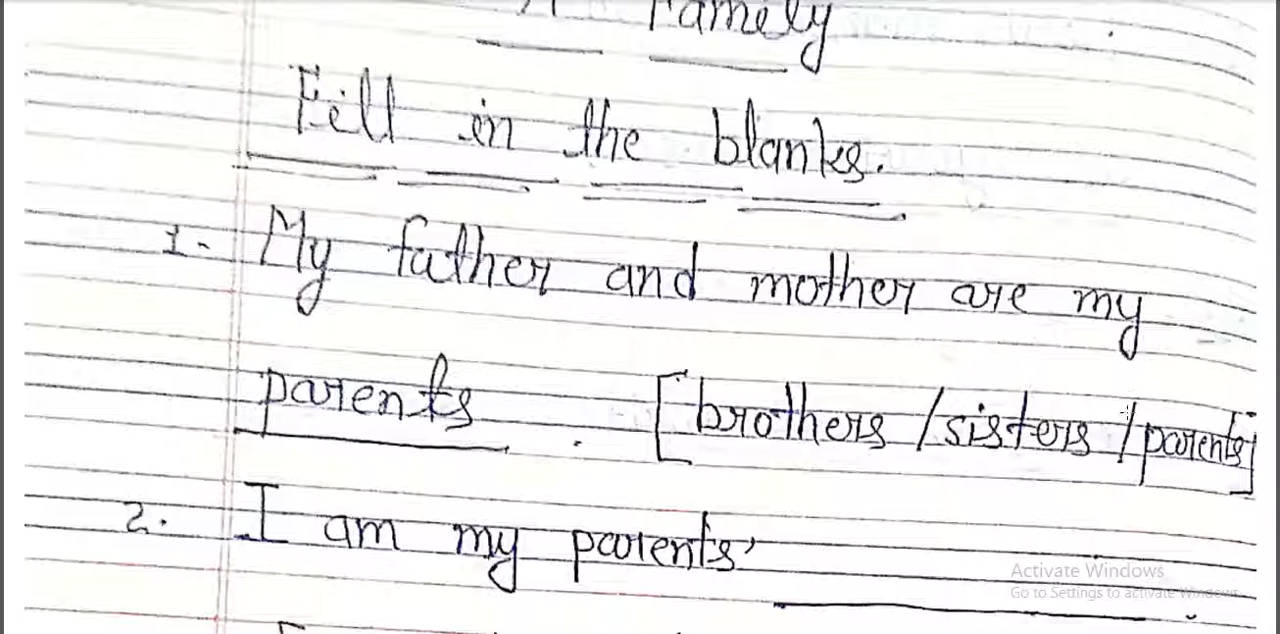 Family
Fill in the blanks.
1. My father and mother are my
parents. [brothers/sisters/parents]
2. I am my parents' ____.
Activate Windows
Go to Settings to activate Windows.